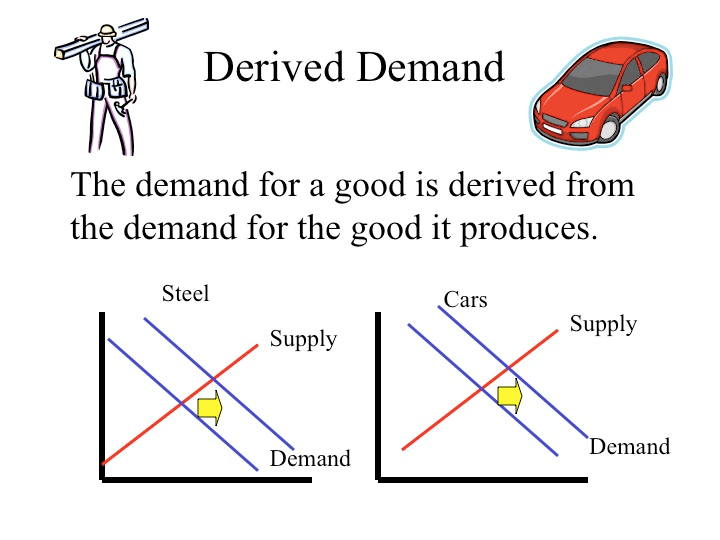 Derived Demand
The demand for a good is derived from
the demand for the good it produces.
Steel
Supply
Demand
Cars
Supply
Demand